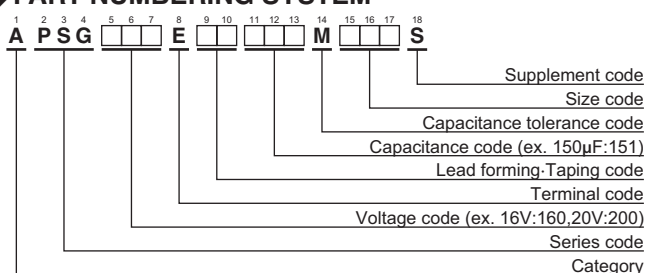 PART NUMBERING SYSTEM
1 2 3 4 5 6 7 8 9 10 11 12 13 14 15 16 17 18
A P S G E M S
Supplement code
Size code
Capacitance tolerance code
Capacitance code (ex. 150μF:151)
Lead forming·Taping code
Terminal code
Voltage code (ex. 16V:160,20V:200)
Series code
Category